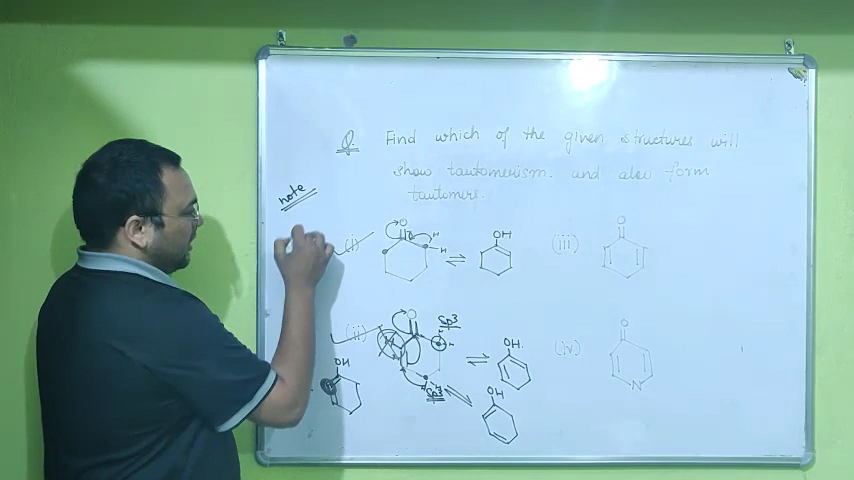 Q. Find which of the given structures will
show tautomerism. and also form
tautomers.
note
(i)
O
H
H
OH
(iii)
O
(ii)
O
Sp3
OH
OH
Sp3
OH
(iv)
O
N